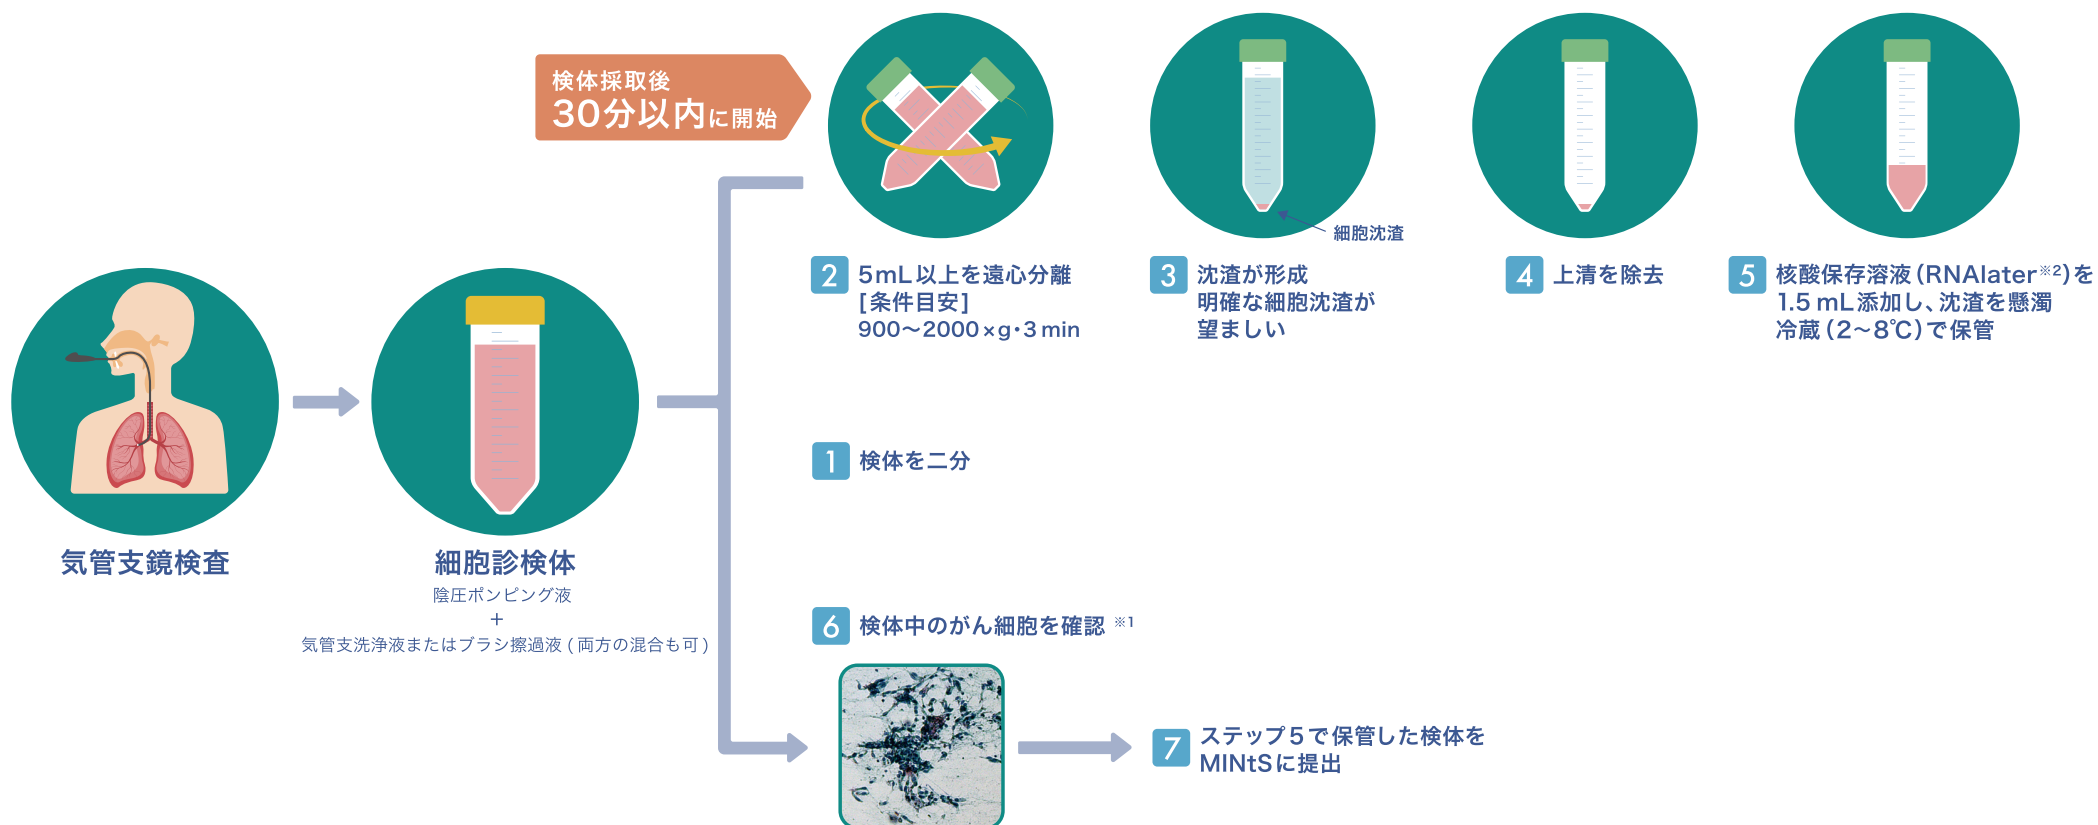 検体採取後
30分以内に開始
細胞沈渣
2 5mL以上を遠心分離
[条件目安]
900〜2000×g・3 min
3 沈渣が形成
明確な細胞沈渣が
望ましい
4 上清を除去
5 核酸保存溶液(RNAlater※2)を
1.5 mL添加し、沈渣を懸濁
冷蔵(2〜8℃)で保管
1 検体を二分
気管支鏡検査
細胞診検体
陰圧ポンピング液
+
気管支洗浄液またはブラシ擦過液(両方の混合も可)
6 検体中のがん細胞を確認 ※1
7 ステップ5で保管した検体を
MINtSに提出